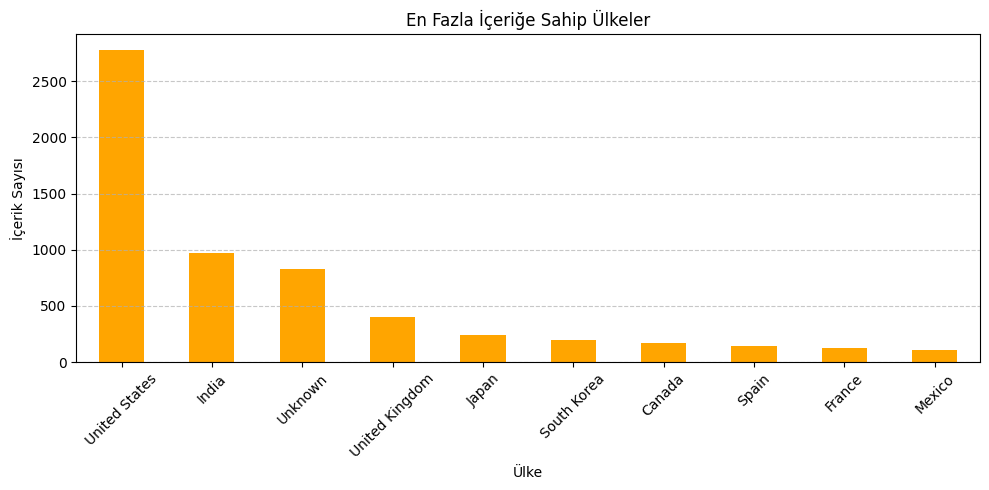 En Fazla İçeriğe Sahip Ülkeler
İçerik Sayısı
2500
2000
1500
1000
500
0
United States
India
Unknown
United Kingdom
Japan
South Korea
Canada
Spain
France
Mexico
Ülke